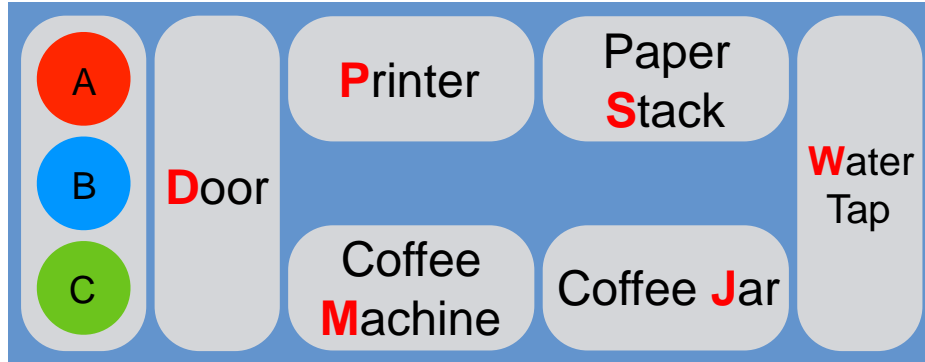 A
B
C
Door
Printer
Paper
Stack
Coffee
Machine
Coffee Jar
Water
Tap